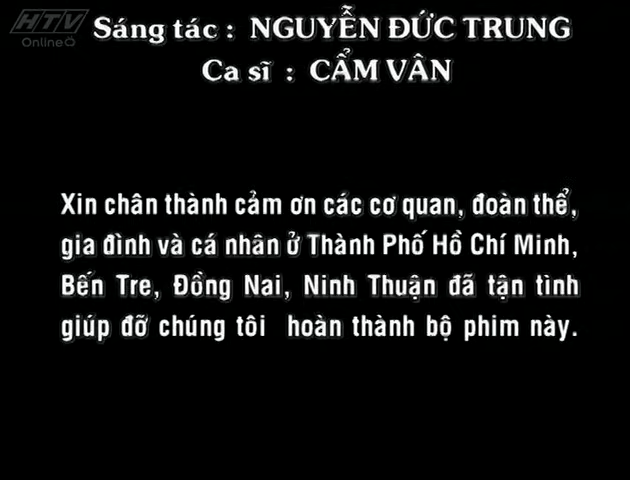 HTV
Online
Sáng tác : NGUYỄN ĐỨC TRUNG
Ca sĩ : CẨM VÂN
Xin chân thành cảm ơn các cơ quan, đoàn thể,
gia đình và cá nhân ở Thành Phố Hồ Chí Minh,
Bến Tre, Đồng Nai, Ninh Thuận đã tận tình
giúp đỡ chúng tôi hoàn thành bộ phim này.